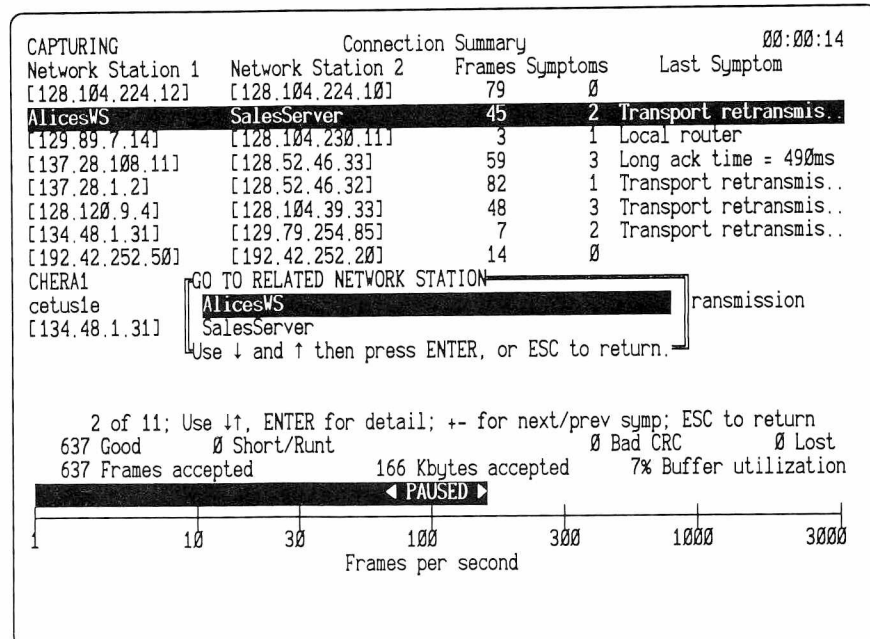 CAPTURING Connection Summary 00:00:14
Network Station 1 Network Station 2 Frames Symptoms Last Symptom
[128.104.224.12] [128.104.224.10] 79 0
AlicesWS SalesServer 45 2 Transport retransmis..
[129.89.7.14] [128.104.230.11] 3 1 Local router
[137.28.108.11] [128.52.46.33] 59 3 Long ack time = 490ms
[137.28.1.2] [128.52.46.32] 82 1 Transport retransmis..
[128.120.9.4] [128.104.39.33] 48 3 Transport retransmis..
[134.48.1.31] [129.79.254.85] 7 2 Transport retransmis..
[192.42.252.50] [192.42.252.20] 14 0
CHERA1 GO TO RELATED NETWORK STATION
cetus1e AlicesWS ransmission
[134.48.1.31] SalesServer
Use ↓ and ↑ then press ENTER, or ESC to return.
2 of 11; Use ↓↑, ENTER for detail; +- for next/prev symp; ESC to return
637 Good 0 Short/Runt 0 Bad CRC 0 Lost
637 Frames accepted 166 Kbytes accepted 7% Buffer utilization
◄ PAUSED ►
1 10 30 100 300 1000 3000
Frames per second